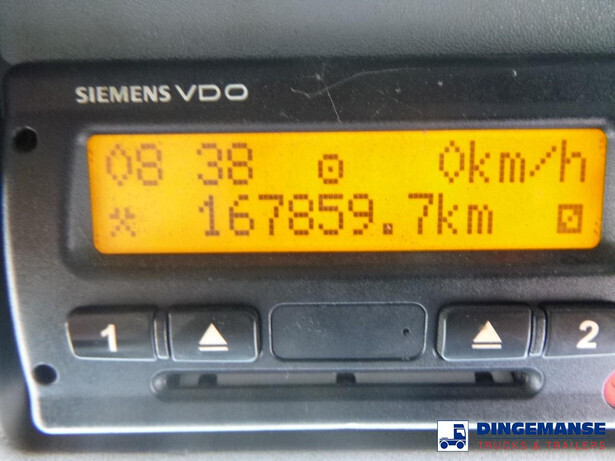 SIEMENS VDO
08 38 0km/h
167859.7km
1 2
DINGEMANSE
TRUCKS & TRAILERS